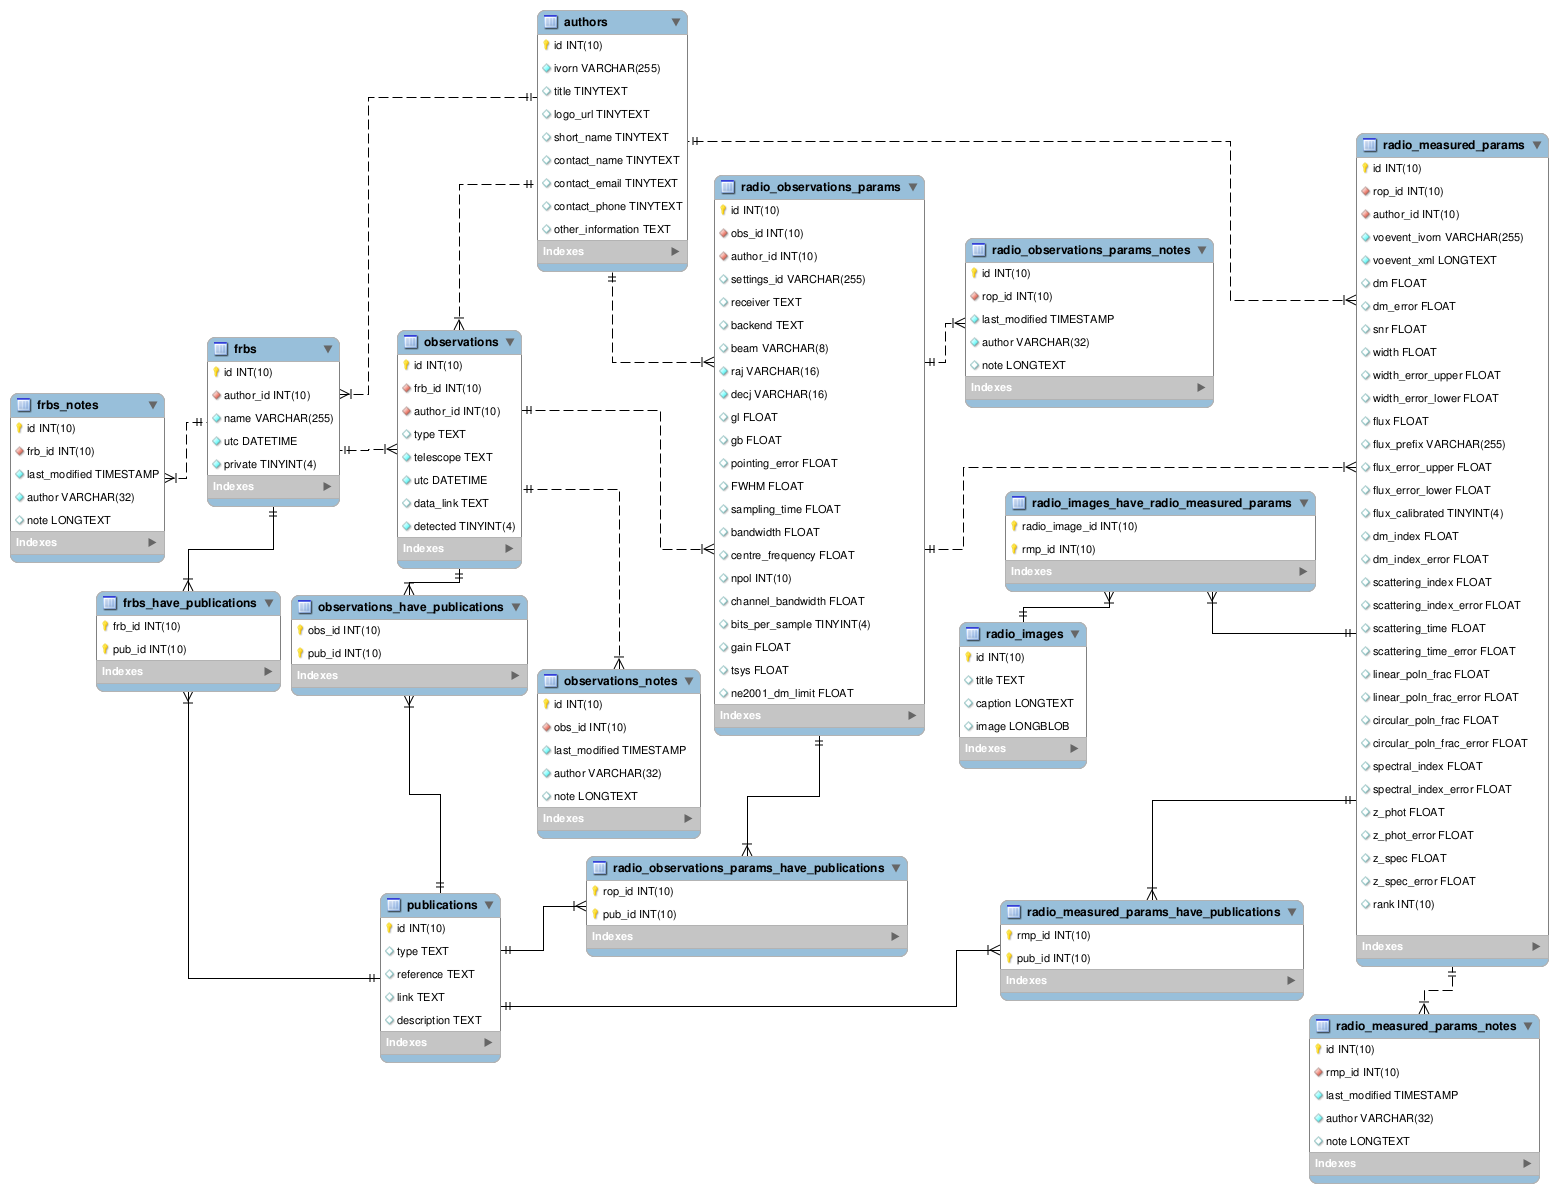 authors
id INT(10)
ivorn VARCHAR(255)
title TINYTEXT
logo_url TINYTEXT
short_name TINYTEXT
contact_name TINYTEXT
contact_email TINYTEXT
contact_phone TINYTEXT
other_information TEXT
Indexes
radio_measured_params
id INT(10)
rop_id INT(10)
author_id INT(10)
voevent_ivorn VARCHAR(255)
voevent_xml LONGTEXT
dm FLOAT
dm_error FLOAT
snr FLOAT
width FLOAT
width_error_upper FLOAT
width_error_lower FLOAT
flux FLOAT
flux_prefix VARCHAR(255)
flux_error_upper FLOAT
flux_error_lower FLOAT
flux_calibrated TINYINT(4)
dm_index FLOAT
dm_index_error FLOAT
scattering_index FLOAT
scattering_index_error FLOAT
scattering_time FLOAT
scattering_time_error FLOAT
linear_poln_frac FLOAT
linear_poln_frac_error FLOAT
circular_poln_frac FLOAT
circular_poln_frac_error FLOAT
spectral_index FLOAT
spectral_index_error FLOAT
z_phot FLOAT
z_phot_error FLOAT
z_spec FLOAT
z_spec_error FLOAT
rank INT(10)
Indexes
radio_observations_params
id INT(10)
obs_id INT(10)
author_id INT(10)
settings_id VARCHAR(255)
receiver TEXT
backend TEXT
beam VARCHAR(8)
raj VARCHAR(16)
decj VARCHAR(16)
gl FLOAT
gb FLOAT
pointing_error FLOAT
FWHM FLOAT
sampling_time FLOAT
bandwidth FLOAT
centre_frequency FLOAT
npol INT(10)
channel_bandwidth FLOAT
bits_per_sample TINYINT(4)
gain FLOAT
tsys FLOAT
ne2001_dm_limit FLOAT
Indexes
radio_observations_params_notes
id INT(10)
rop_id INT(10)
last_modified TIMESTAMP
author VARCHAR(32)
note LONGTEXT
Indexes
observations
id INT(10)
frb_id INT(10)
author_id INT(10)
type TEXT
telescope TEXT
utc DATETIME
data_link TEXT
detected TINYINT(4)
Indexes
frbs
id INT(10)
author_id INT(10)
name VARCHAR(255)
utc DATETIME
private TINYINT(4)
Indexes
frbs_notes
id INT(10)
frb_id INT(10)
last_modified TIMESTAMP
author VARCHAR(32)
note LONGTEXT
Indexes
radio_images_have_radio_measured_params
radio_image_id INT(10)
rmp_id INT(10)
Indexes
frbs_have_publications
frb_id INT(10)
pub_id INT(10)
Indexes
observations_have_publications
obs_id INT(10)
pub_id INT(10)
Indexes
radio_images
id INT(10)
title TEXT
caption LONGTEXT
image LONGBLOB
Indexes
observations_notes
id INT(10)
obs_id INT(10)
last_modified TIMESTAMP
author VARCHAR(32)
note LONGTEXT
Indexes
radio_observations_params_have_publications
rop_id INT(10)
pub_id INT(10)
Indexes
publications
id INT(10)
type TEXT
reference TEXT
link TEXT
description TEXT
Indexes
radio_measured_params_have_publications
rmp_id INT(10)
pub_id INT(10)
Indexes
radio_measured_params_notes
id INT(10)
rmp_id INT(10)
last_modified TIMESTAMP
author VARCHAR(32)
note LONGTEXT
Indexes